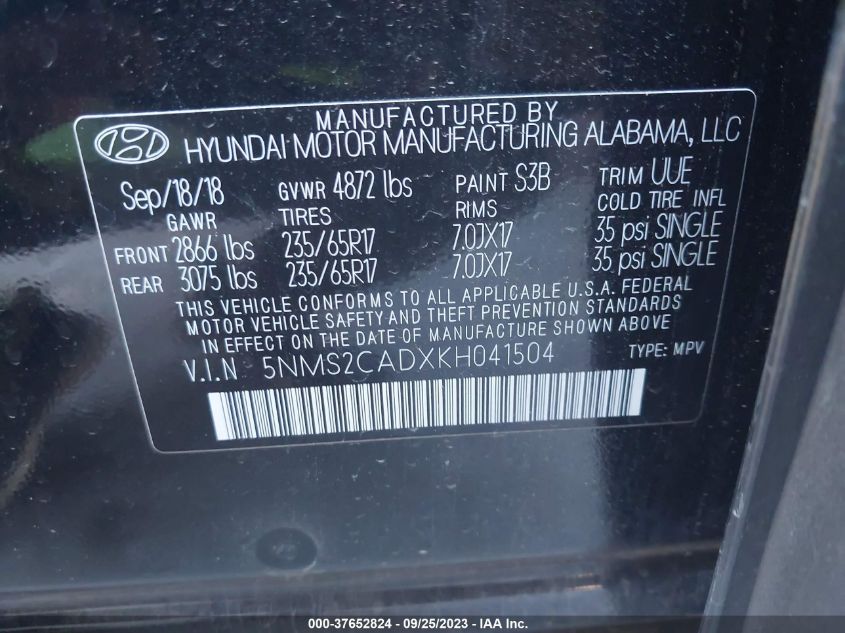 MANUFACTURED BY
HYUNDAI MOTOR MANUFACTURING ALABAMA, LLC
Sep/18/18 GVWR 4872 lbs PAINT S3B TRIM UUE
GAWR TIRES RIMS COLD TIRE INFL
FRONT 2866 lbs 235/65R17 7.0JX17 35 psi SINGLE
REAR 3075 lbs 235/65R17 7.0JX17 35 psi SINGLE
THIS VEHICLE CONFORMS TO ALL APPLICABLE U.S.A. FEDERAL
MOTOR VEHICLE SAFETY AND THEFT PREVENTION STANDARDS
IN EFFECT ON THE DATE OF MANUFACTURE SHOWN ABOVE.
V.I.N 5NMS2CADXKH041504 TYPE: MPV
000-37652824 - 09/25/2023 - IAA Inc.